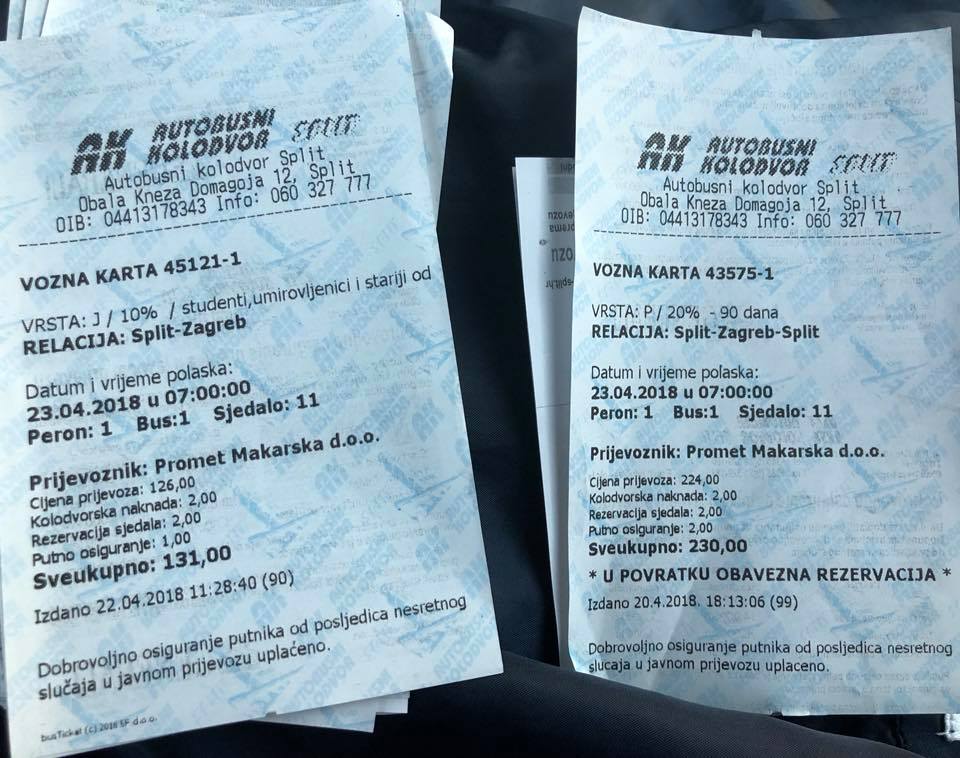 AK AUTOBUSNI KOLODVOR SPLIT
Autobusni kolodvor Split
Obala Kneza Domagoja 12, Split
OIB: 04413178343 Info: 060 327 777
VOZNA KARTA 45121-1
VRSTA: J / 10% / studenti,umirovljenici i stariji od
RELACIJA: Split-Zagreb
Datum i vrijeme polaska:
23.04.2018 u 07:00:00
Peron: 1 Bus:1 Sjedalo: 11
Prijevoznik: Promet Makarska d.o.o.
Cijena prijevoza: 126,00
Kolodvorska naknada: 2,00
Rezervacija sjedala: 2,00
Putno osiguranje: 1,00
Sveukupno: 131,00
Izdano 22.04.2018 11:28:40 (90)
Dobrovoljno osiguranje putnika od posljedica nesretnog
slučaja u javnom prijevozu uplaćeno.
busTicket (c) 2016 EF d.o.o.
AK AUTOBUSNI KOLODVOR SPLIT
Autobusni kolodvor Split
Obala Kneza Domagoja 12, Split
OIB: 04413178343 Info: 060 327 777
VOZNA KARTA 43575-1
VRSTA: P / 20% - 90 dana
RELACIJA: Split-Zagreb-Split
Datum i vrijeme polaska:
23.04.2018 u 07:00:00
Peron: 1 Bus:1 Sjedalo: 11
Prijevoznik: Promet Makarska d.o.o.
Cijena prijevoza: 224,00
Kolodvorska naknada: 2,00
Rezervacija sjedala: 2,00
Putno osiguranje: 2,00
Sveukupno: 230,00
* U POVRATKU OBAVEZNA REZERVACIJA *
Izdano 20.4.2018. 18:13:06 (99)
Dobrovoljno osiguranje putnika od posljedica nesretnog
slučaja u javnom prijevozu uplaćeno.